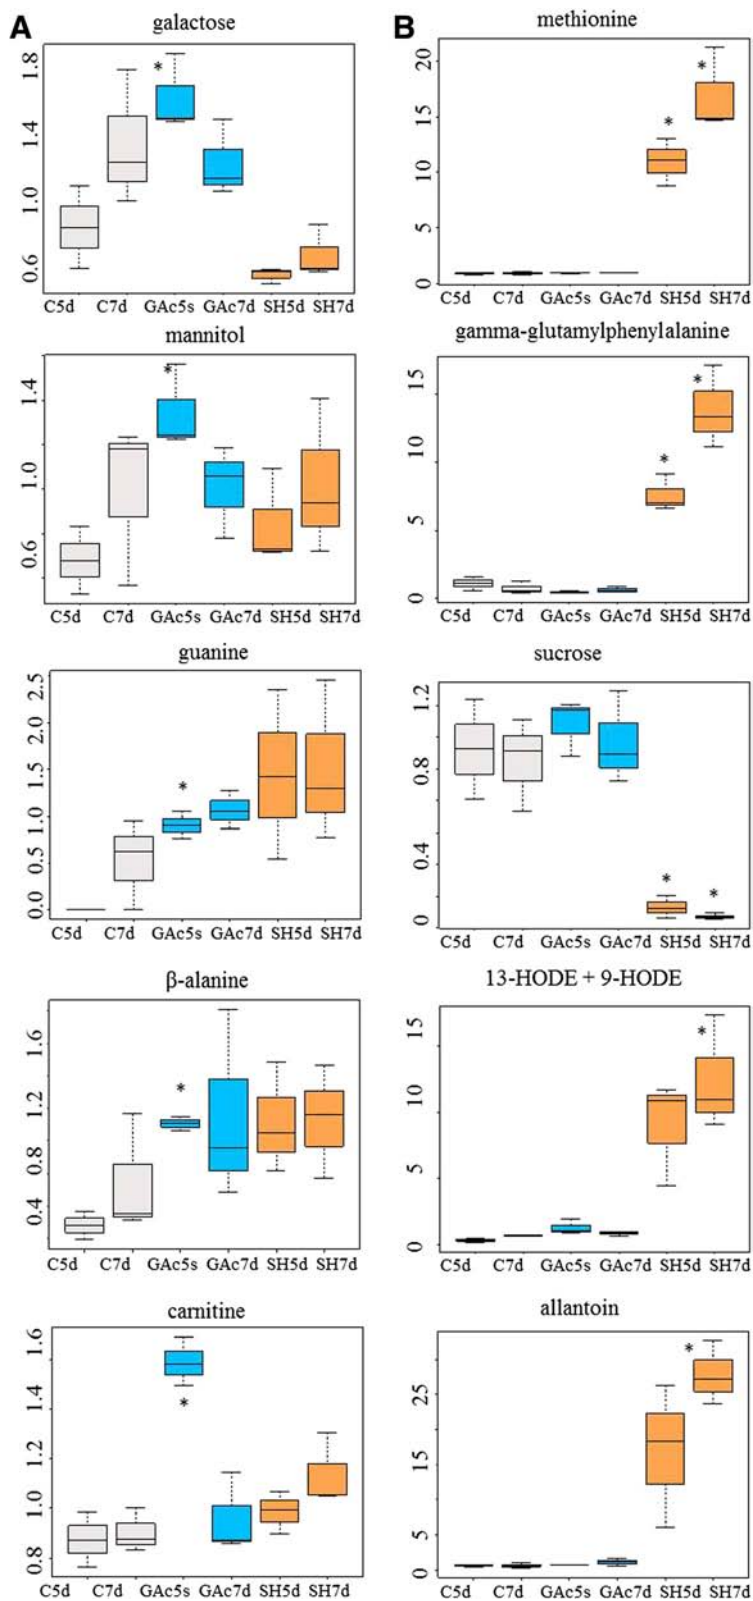 A
galactose
1.8
1.4
1.0
0.6
C5d C7d GAc5s GAc7d SH5d SH7d
*
mannitol
1.4
1.0
0.6
C5d C7d GAc5s GAc7d SH5d SH7d
*
guanine
2.5
2.0
1.5
1.0
0.5
0.0
C5d C7d GAc5s GAc7d SH5d SH7d
*
β-alanine
1.6
1.2
0.8
0.4
C5d C7d GAc5s GAc7d SH5d SH7d
*
carnitine
1.6
1.4
1.2
1.0
0.8
C5d C7d GAc5s GAc7d SH5d SH7d
*
B
methionine
20
15
10
5
0
C5d C7d GAc5s GAc7d SH5d SH7d
* *
gamma-glutamylphenylalanine
15
10
5
0
C5d C7d GAc5s GAc7d SH5d SH7d
* *
sucrose
1.2
0.8
0.4
0
C5d C7d GAc5s GAc7d SH5d SH7d
* *
13-HODE + 9-HODE
15
10
5
0
C5d C7d GAc5s GAc7d SH5d SH7d
*
allantoin
25
15
5
0
C5d C7d GAc5s GAc7d SH5d SH7d
*